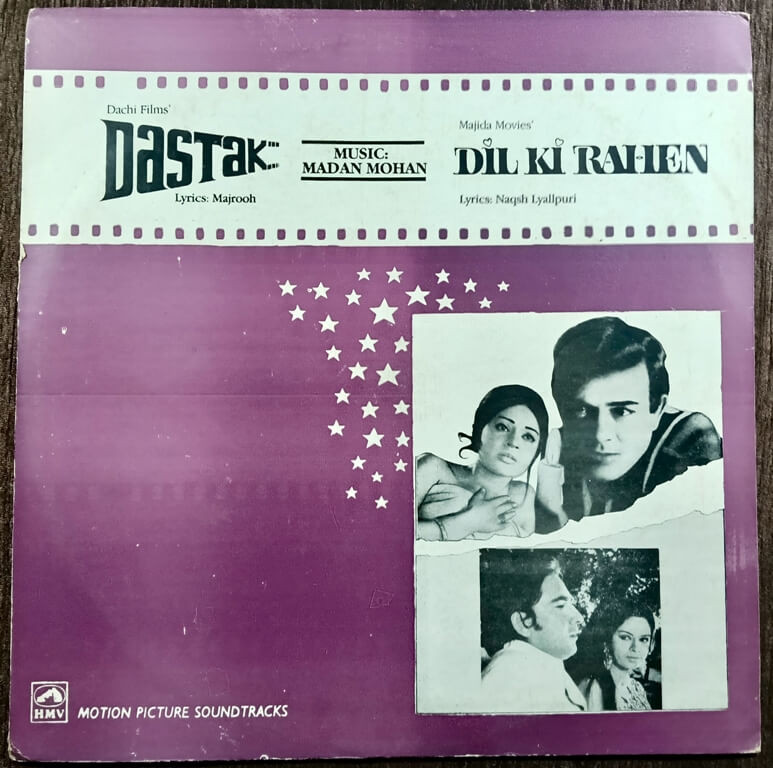 Dachi Films'
DASTAK...
Lyrics: Majrooh
MUSIC:
MADAN MOHAN
Majida Movies'
DiL Ki RAHEN
Lyrics: Naqsh Lyallpuri
HMV
MOTION PICTURE SOUNDTRACKS